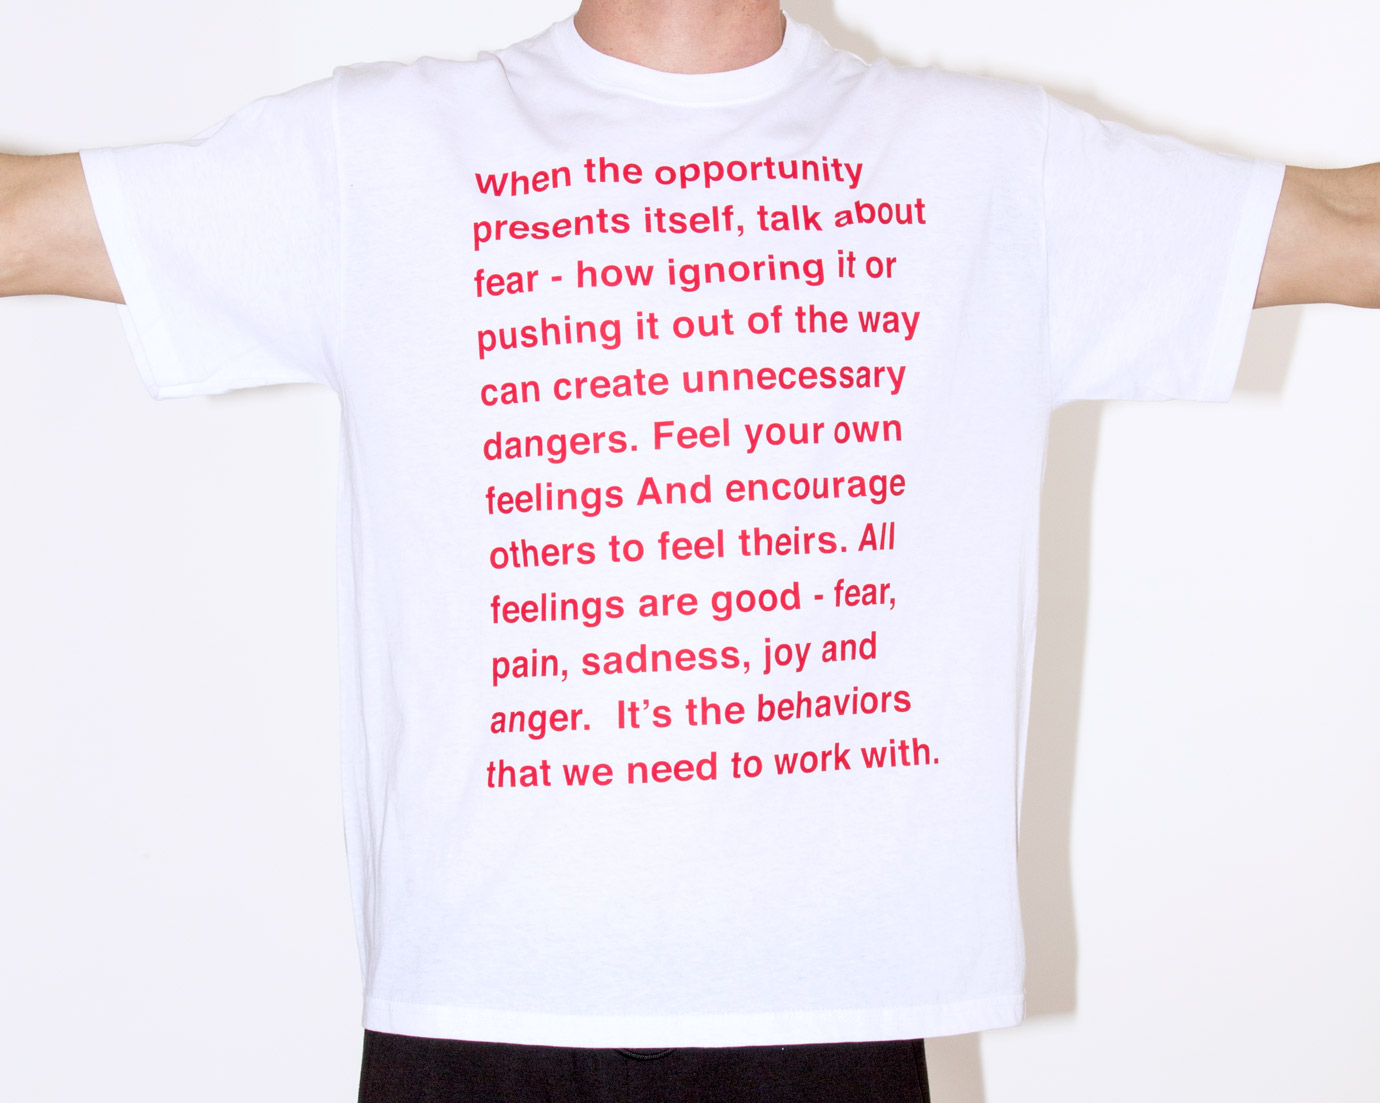 When the opportunity
presents itself, talk about
fear - how ignoring it or
pushing it out of the way
can create unnecessary
dangers. Feel your own
feelings And encourage
others to feel theirs. All
feelings are good - fear,
pain, sadness, joy and
anger.  It’s the behaviors
that we need to work with.